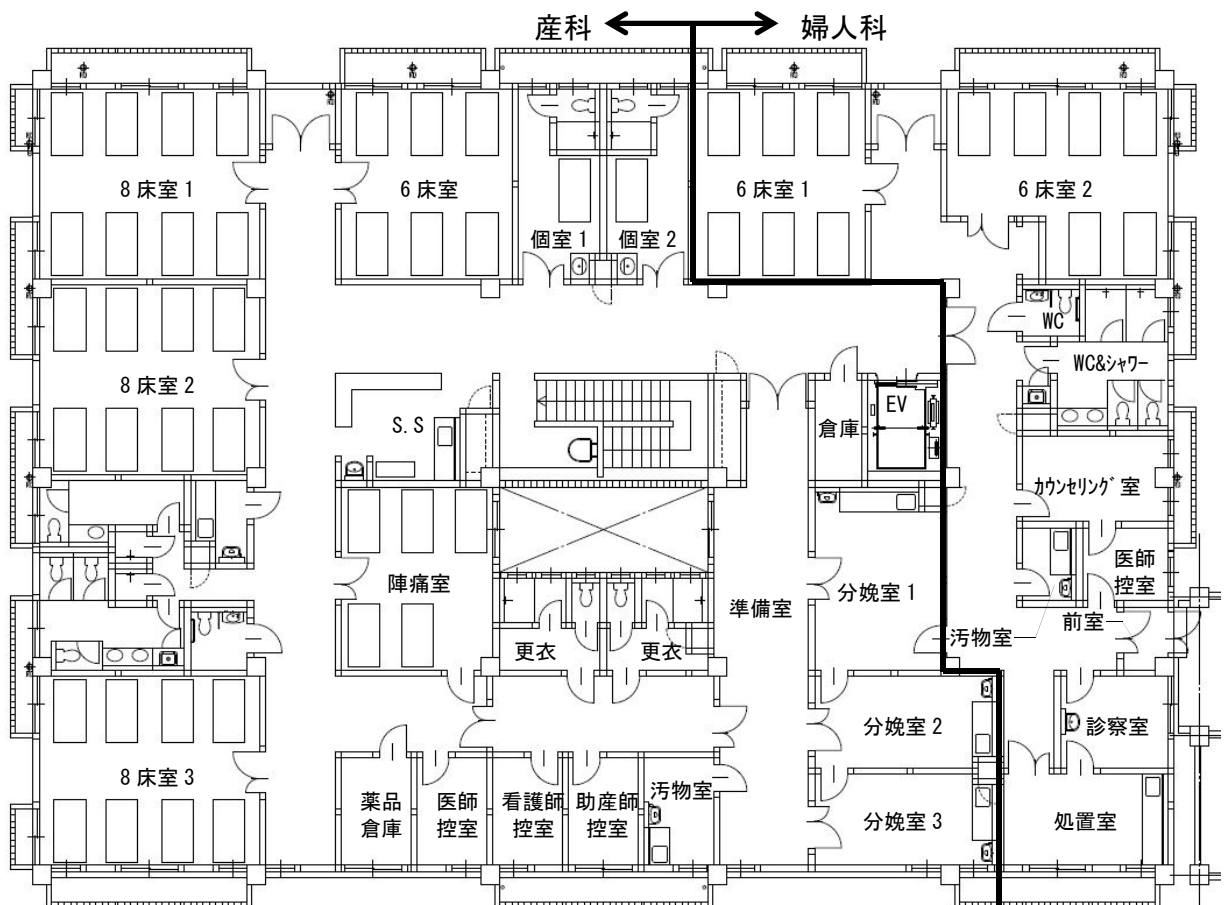 産科
婦人科
8床室1
6床室
個室1
個室2
6床室1
6床室2
8床室2
S.S
倉庫
EV
WC
WC&シャワー
カウンセリング室
陣痛室
準備室
分娩室1
医師
控室
更衣
更衣
汚物室
前室
分娩室2
診察室
8床室3
薬品
倉庫
医師
控室
看護師
控室
助産師
控室
汚物室
分娩室3
処置室